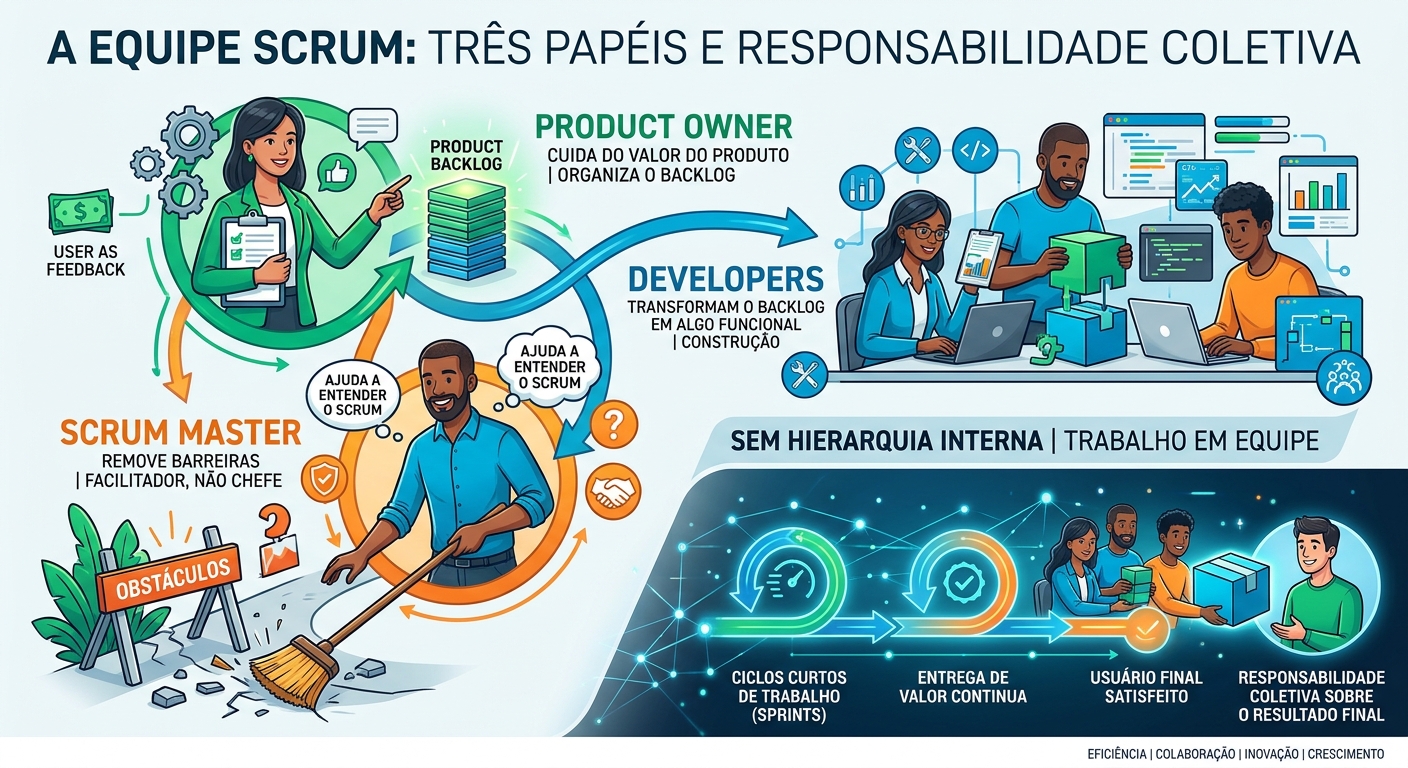 A EQUIPE SCRUM: TRÊS PAPÉIS E RESPONSABILIDADE COLETIVA
PRODUCT
BACKLOG
PRODUCT OWNER
CUIDA DO VALOR DO PRODUTO
| ORGANIZA O BACKLOG
$
USER AS
FEEDBACK
</>
DEVELOPERS
TRANSFORMAM O BACKLOG
EM ALGO FUNCIONAL
| CONSTRUÇÃO
AJUDA A
ENTENDER
O SCRUM
AJUDA A
ENTENDER
O SCRUM
?
SCRUM MASTER
REMOVE BARREIRAS
| FACILITADOR, NÃO CHEFE
OBSTÁCULOS
SEM HIERARQUIA INTERNA | TRABALHO EM EQUIPE
CICLOS CURTOS
DE TRABALHO
(SPRINTS)
ENTREGA DE
VALOR CONTINUA
USUÁRIO FINAL
SATISFEITO
RESPONSABILIDADE
COLETIVA SOBRE
O RESULTADO FINAL
EFICIÊNCIA | COLABORAÇÃO | INOVAÇÃO | CRESCIMENTO